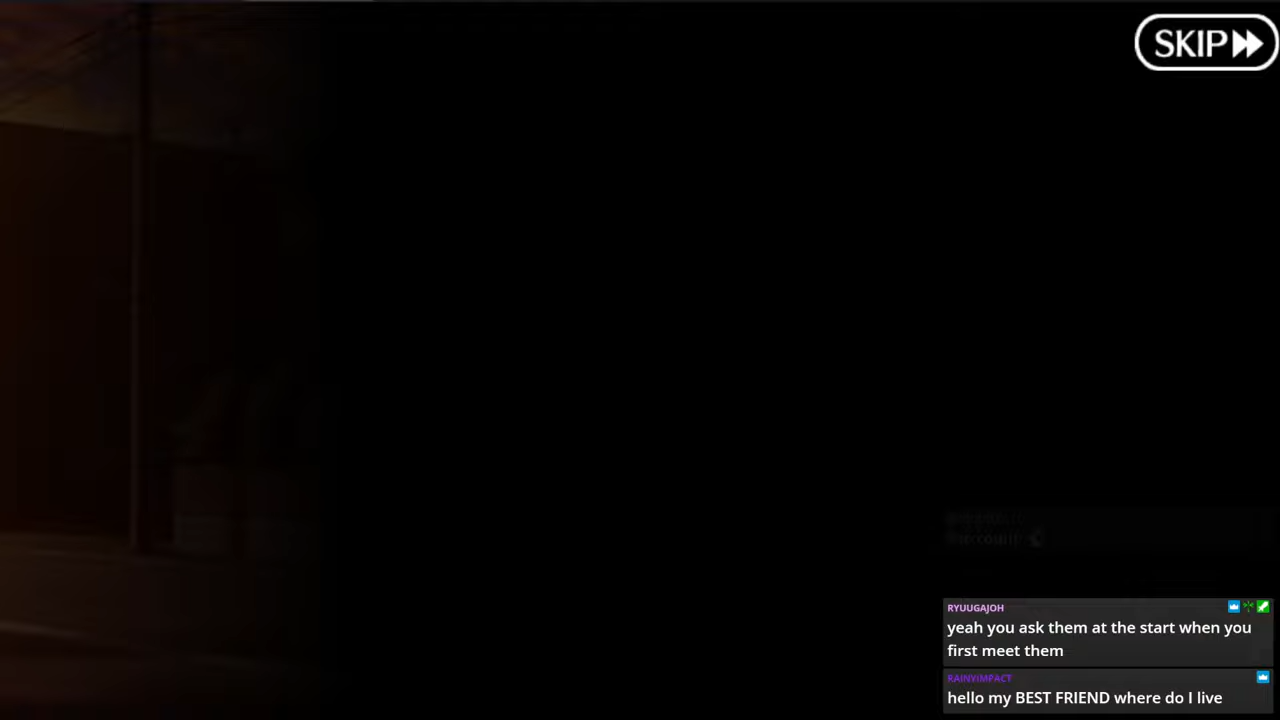 SKIP
RYUUGAJOH
yeah you ask them at the start when you
first meet them
RAINYIMPACT
hello my BEST FRIEND where do I live